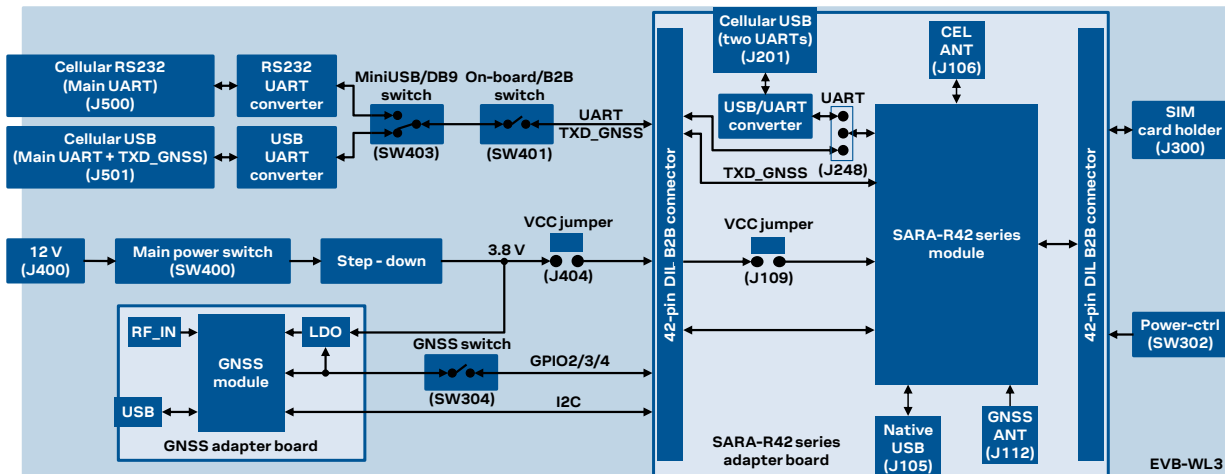 Cellular RS232
(Main UART)
(J500)
RS232
UART
converter
MiniUSB/DB9
switch
On-board/B2B
switch
(SW403)
(SW401)
UART
TXD_GNSS
Cellular USB
(Main UART + TXD_GNSS)
(J501)
USB
UART
converter
Cellular USB
(two UARTs)
(J201)
USB/UART
converter
UART
(J248)
TXD_GNSS
CEL
ANT
(J106)
SIM
card holder
(J300)
42-pin DIL B2B connector
SARA-R42 series
module
42-pin DIL B2B connector
12 V
(J400)
Main power switch
(SW400)
Step - down
3.8 V
VCC jumper
(J404)
VCC jumper
(J109)
RF_IN
GNSS
module
LDO
GNSS switch
(SW304)
GPIO2/3/4
I2C
USB
GNSS adapter board
Power-ctrl
(SW302)
SARA-R42 series
adapter board
Native
USB
(J105)
GNSS
ANT
(J112)
EVB-WL3